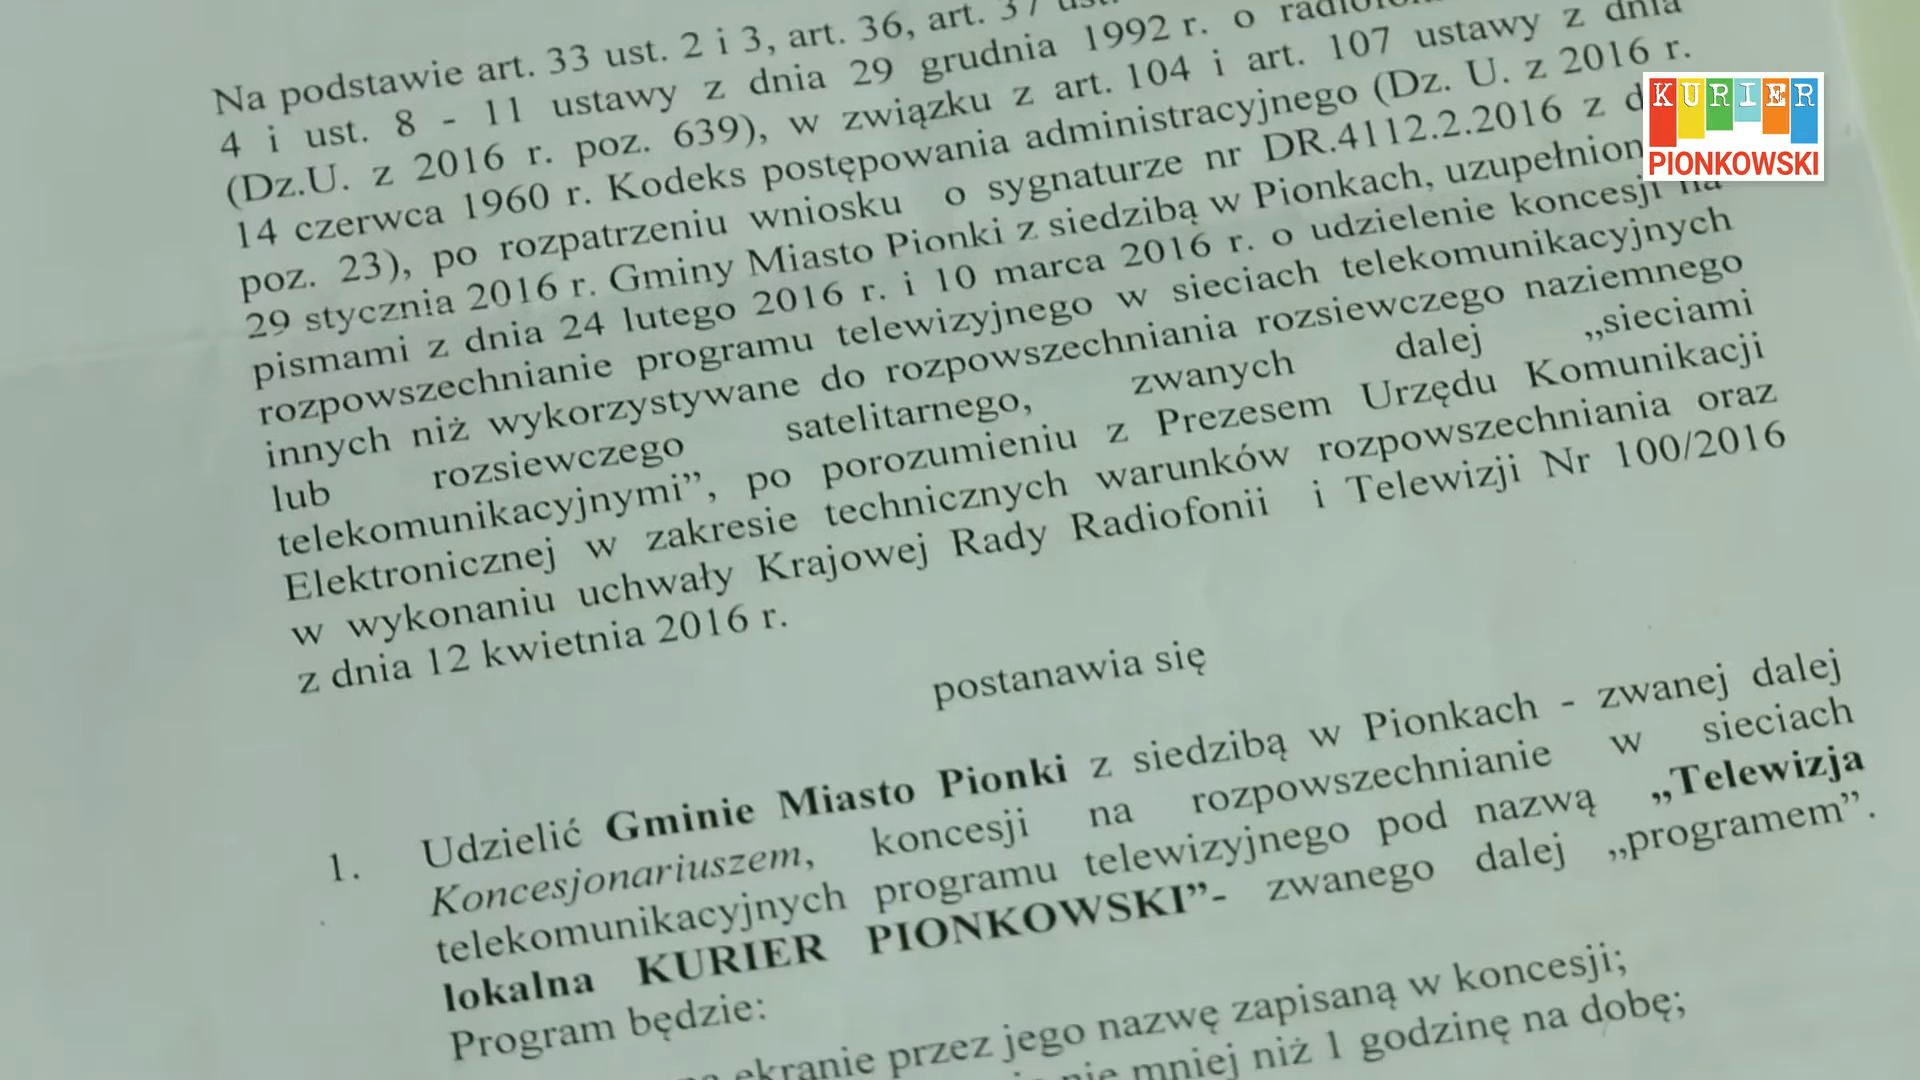 Na podstawie art. 33 ust. 2 i 3, art. 36, art. 37
4 i ust. 8 - 11 ustawy z dnia 29 grudnia 1992 r. o
(Dz.U. z 2016 r. poz. 639), w związku z art. 104 i art. 107 ustawy z dnia
14 czerwca 1960 r. Kodeks postępowania administracyjnego (Dz. U. z 2016 r.
poz. 23), po rozpatrzeniu wniosku o sygnaturze nr DR.4112.2.2016 z
29 stycznia 2016 r. Gminy Miasto Pionki z siedzibą w Pionkach,
pismami z dnia 24 lutego 2016 r. i 10 marca 2016 r. o udzielenie koncesji na
rozpowszechnianie programu telewizyjnego w sieciach telekomunikacyjnych
innych niż wykorzystywane do rozpowszechniania rozsiewczego naziemnego
lub rozsiewczego satelitarnego, zwanych dalej „sieciami
telekomunikacyjnymi”, po porozumieniu z Prezesem Urzędu Komunikacji
Elektronicznej w zakresie technicznych warunków rozpowszechniania oraz
w wykonaniu uchwały Krajowej Rady Radiofonii i Telewizji Nr 100/2016
z dnia 12 kwietnia 2016 r.
postanawia się
1. Udzielić Gminie Miasto Pionki z siedzibą w Pionkach - zwanej dalej
Koncesjonariuszem, koncesji na rozpowszechnianie w sieciach
telekomunikacyjnych programu telewizyjnego pod nazwą „Telewizja
lokalna KURIER PIONKOWSKI”- zwanego dalej „programem”.
Program będzie:
ekranie przez jego nazwę zapisaną w koncesji;
nie mniej niż 1 godzinę na dobę;
KURIER
PIONKOWSKI